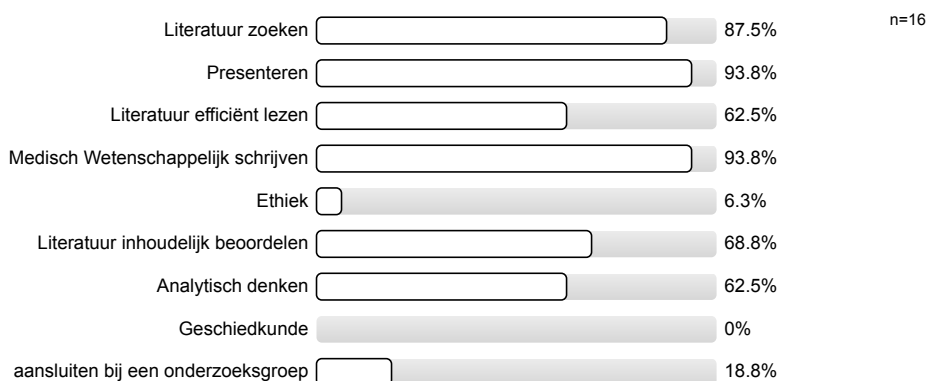 n=16
Literatuur zoeken 87.5%
Presenteren 93.8%
Literatuur efficiënt lezen 62.5%
Medisch Wetenschappelijk schrijven 93.8%
Ethiek 6.3%
Literatuur inhoudelijk beoordelen 68.8%
Analytisch denken 62.5%
Geschiedkunde 0%
aansluiten bij een onderzoeksgroep 18.8%